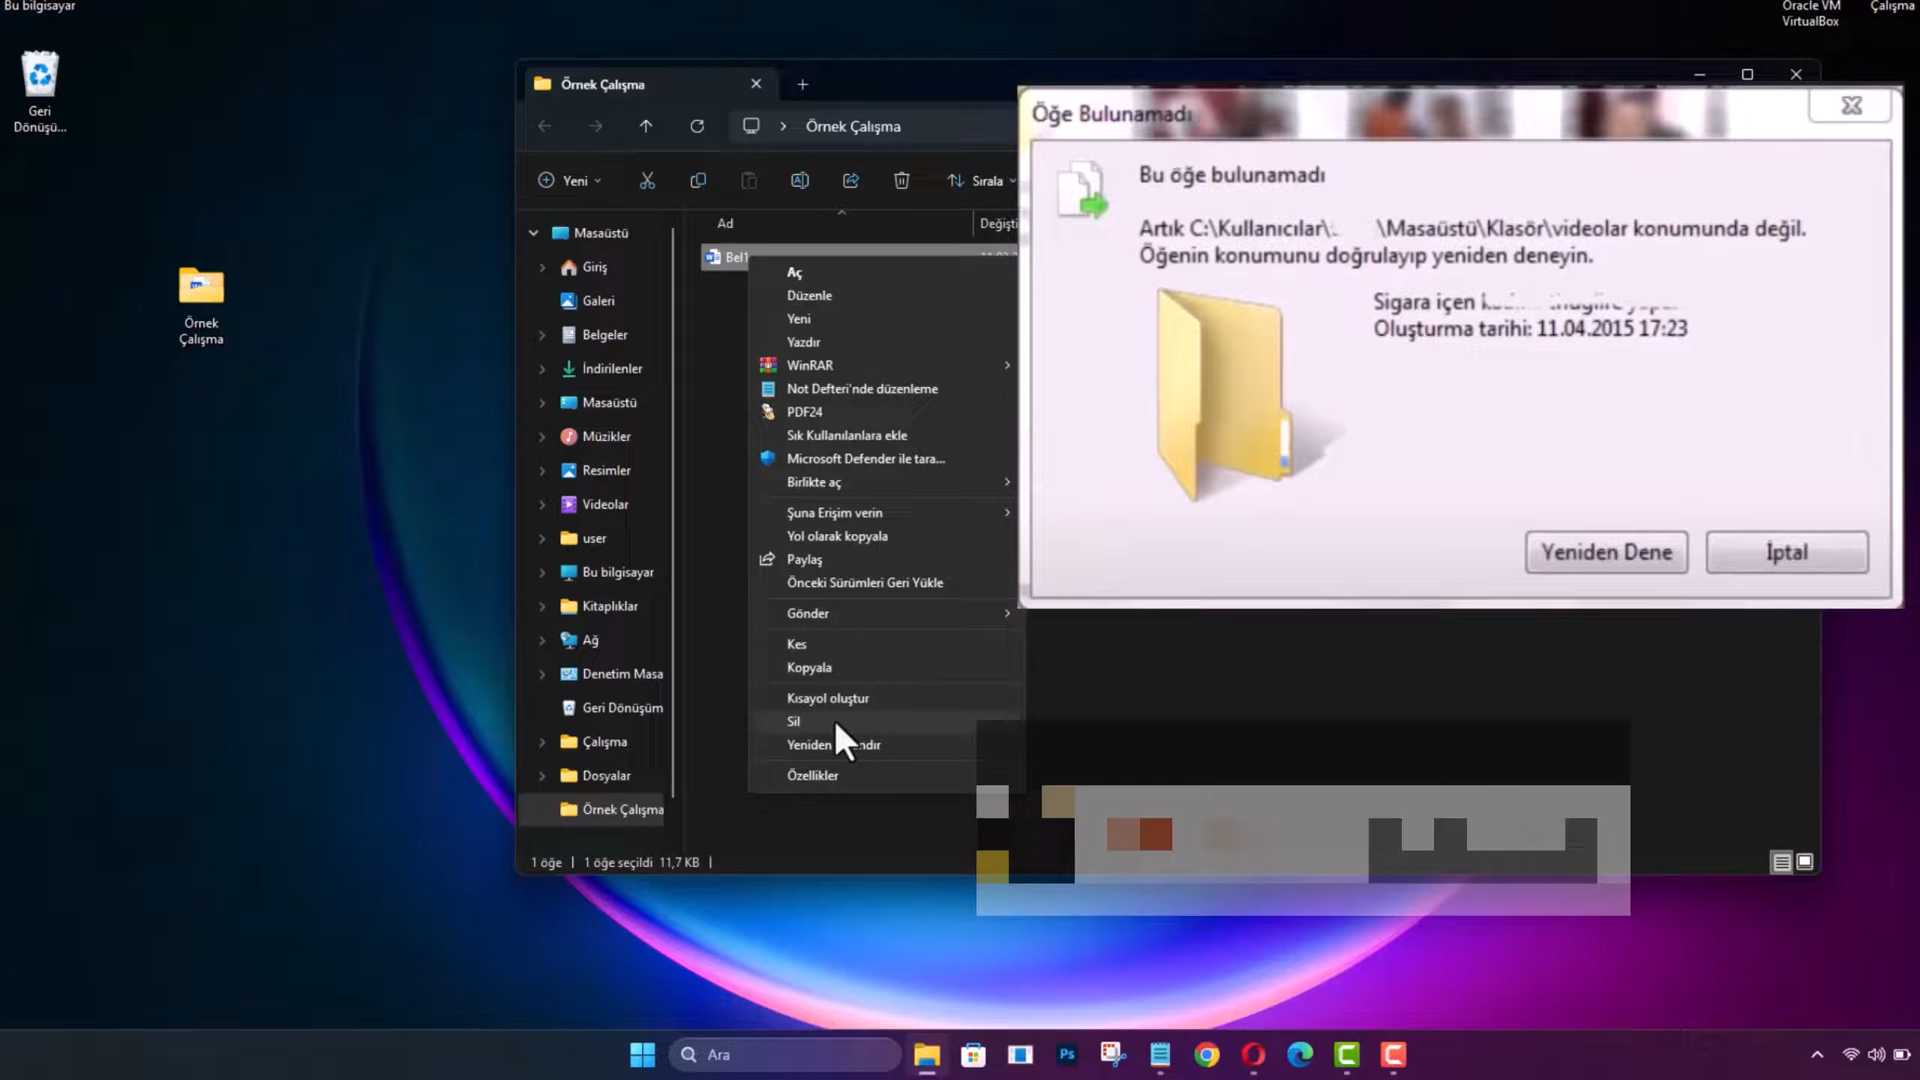 Bu bilgisayar
Oracle VM
VirtualBox
Çalışma
Geri
Dönüşü...
Örnek
Çalışma
Örnek Çalışma
Örnek Çalışma
Yeni
Sırala
Ad
Değişti
Masaüstü
Giriş
Galeri
Belgeler
İndirilenler
Masaüstü
Müzikler
Resimler
Videolar
user
Bu bilgisayar
Kitaplıklar
Ağ
Denetim Masa
Geri Dönüşüm
Çalışma
Dosyalar
Örnek Çalışma
1 öğe
1 öğe seçildi 11,7 KB
Bel1
Aç
Düzenle
Yeni
Yazdır
WinRAR
Not Defteri'nde düzenleme
PDF24
Sık Kullanılanlara ekle
Microsoft Defender ile tara...
Birlikte aç
Şuna Erişim verin
Yol olarak kopyala
Paylaş
Önceki Sürümleri Geri Yükle
Gönder
Kes
Kopyala
Kısayol oluştur
Sil
Yeniden
Özellikler
Öğe Bulunamadı
Bu öğe bulunamadı
Artık C:\Kullanıcılar\ \Masaüstü\Klasör\videolar konumunda değil.
Öğenin konumunu doğrulayıp yeniden deneyin.
Sigara içen
Oluşturma tarihi: 11.04.2015 17:23
Yeniden Dene
İptal
Ara
Ps